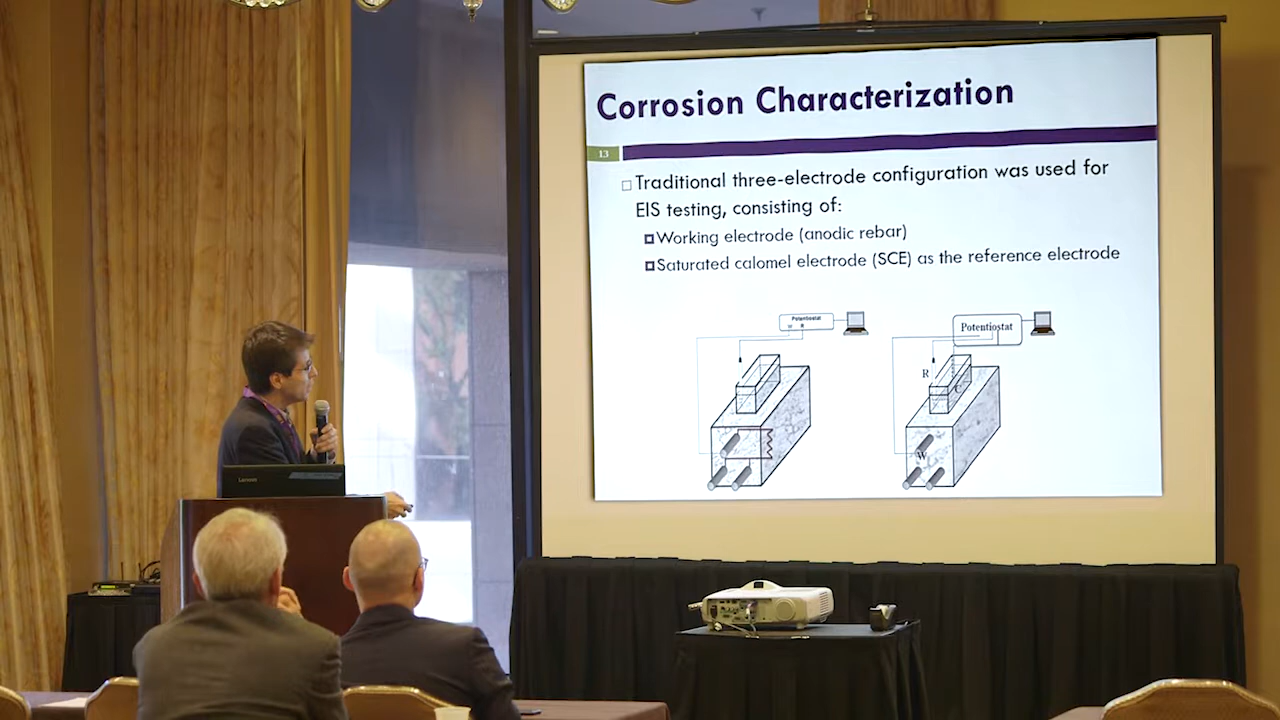 Corrosion Characterization
13
Traditional three-electrode configuration was used for
EIS testing, consisting of:
Working electrode (anodic rebar)
Saturated calomel electrode (SCE) as the reference electrode
Potentiostat
W R
Potentiostat
R
C
W
Lenovo